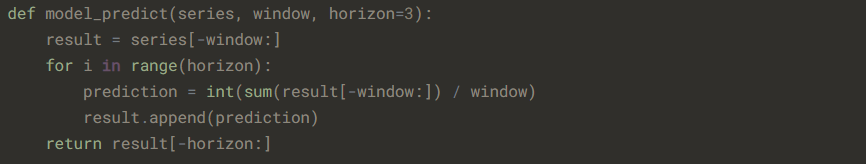 def model_predict(series, window, horizon=3):
    result = series[-window:]
    for i in range(horizon):
        prediction = int(sum(result[-window:]) / window)
        result.append(prediction)
    return result[-horizon:]